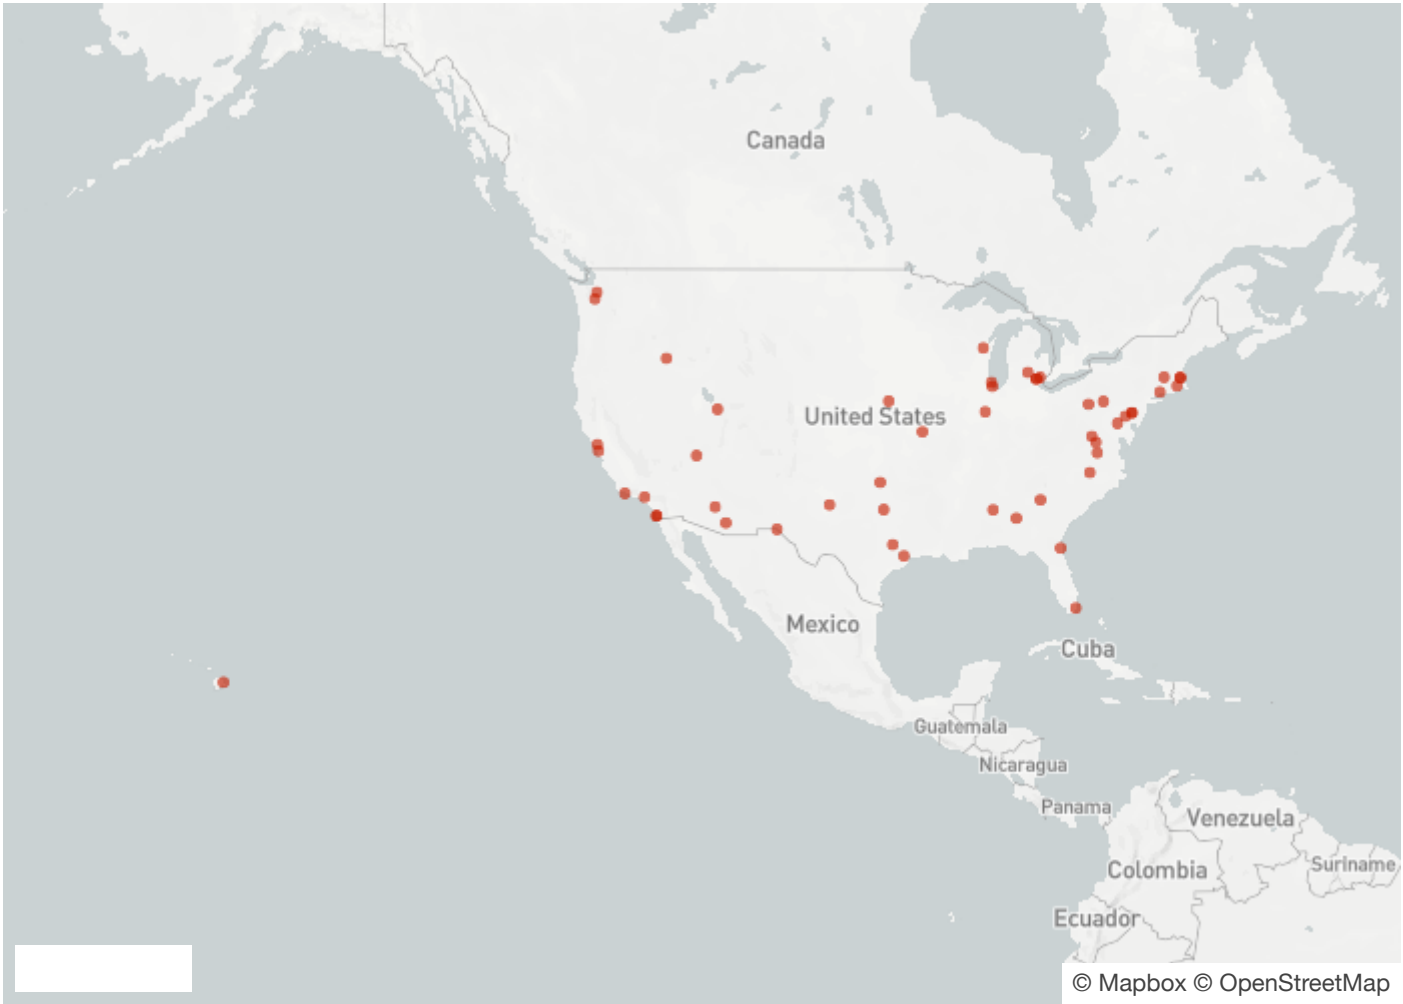 Canada
United States
Mexico
Cuba
Guatemala
Nicaragua
Panama
Venezuela
Colombia
Suriname
Ecuador
© Mapbox © OpenStreetMap